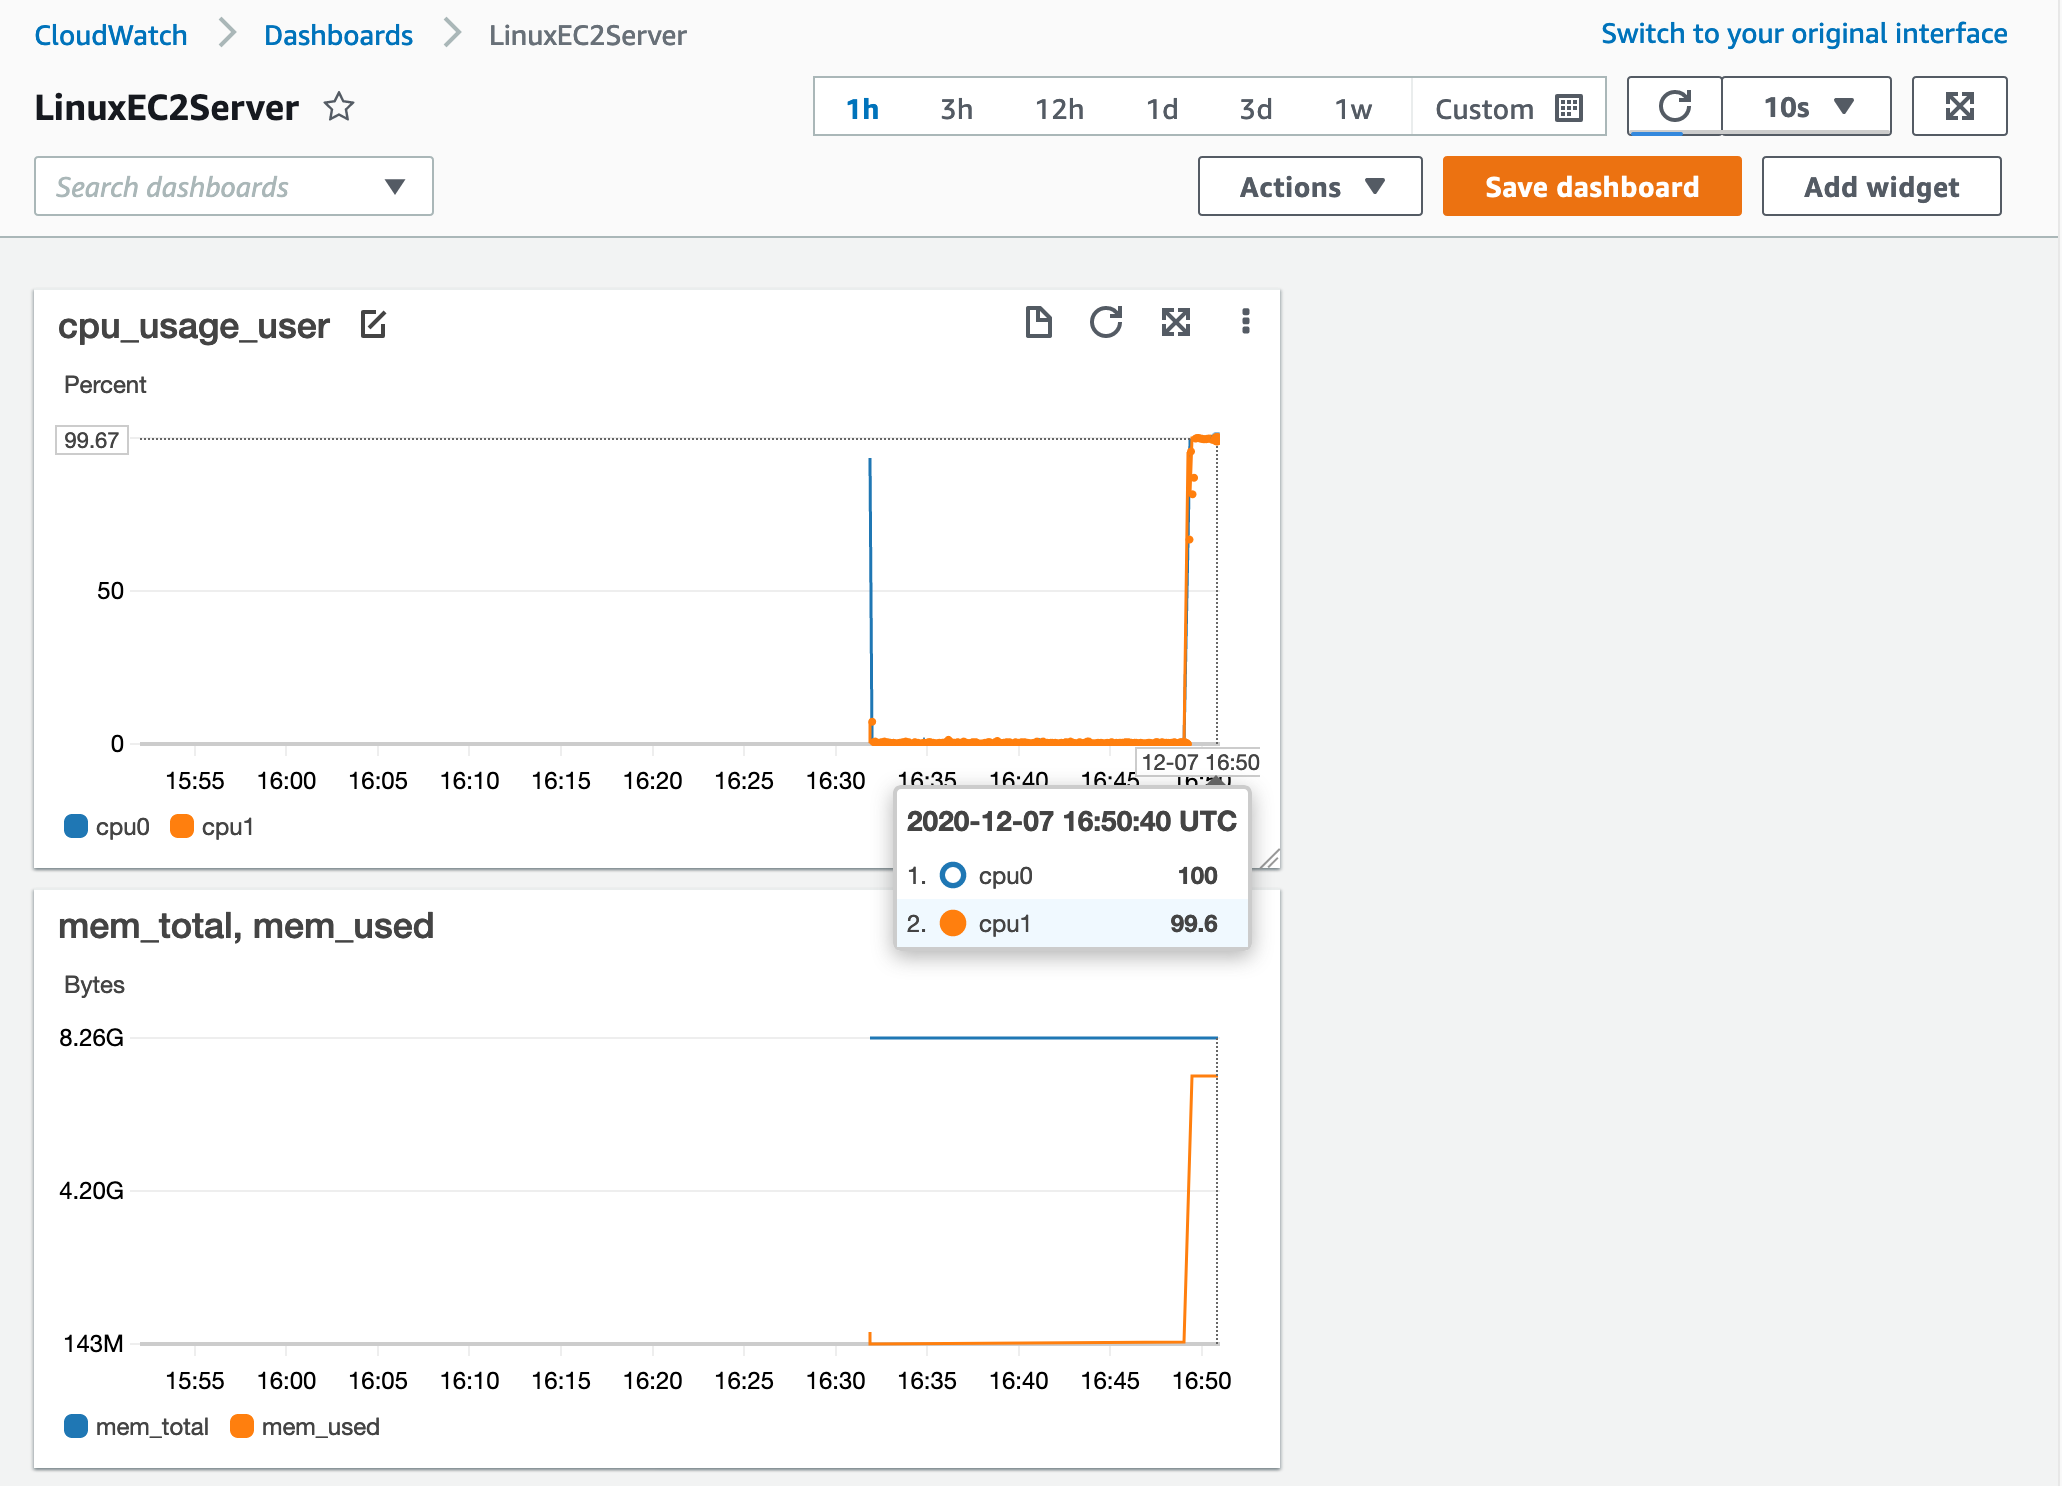 CloudWatch > Dashboards > LinuxEC2Server
Switch to your original interface
LinuxEC2Server
1h 3h 12h 1d 3d 1w Custom
10s
Search dashboards
Actions
Save dashboard
Add widget
cpu_usage_user
Percent
99.67
50
0
12-07 16:50
15:55 16:00 16:05 16:10 16:15 16:20 16:25 16:30 16:35 16:40 16:45 16:50
cpu0 cpu1
2020-12-07 16:50:40 UTC
1. cpu0 100
2. cpu1 99.6
mem_total, mem_used
Bytes
8.26G
4.20G
143M
15:55 16:00 16:05 16:10 16:15 16:20 16:25 16:30 16:35 16:40 16:45 16:50
mem_total mem_used